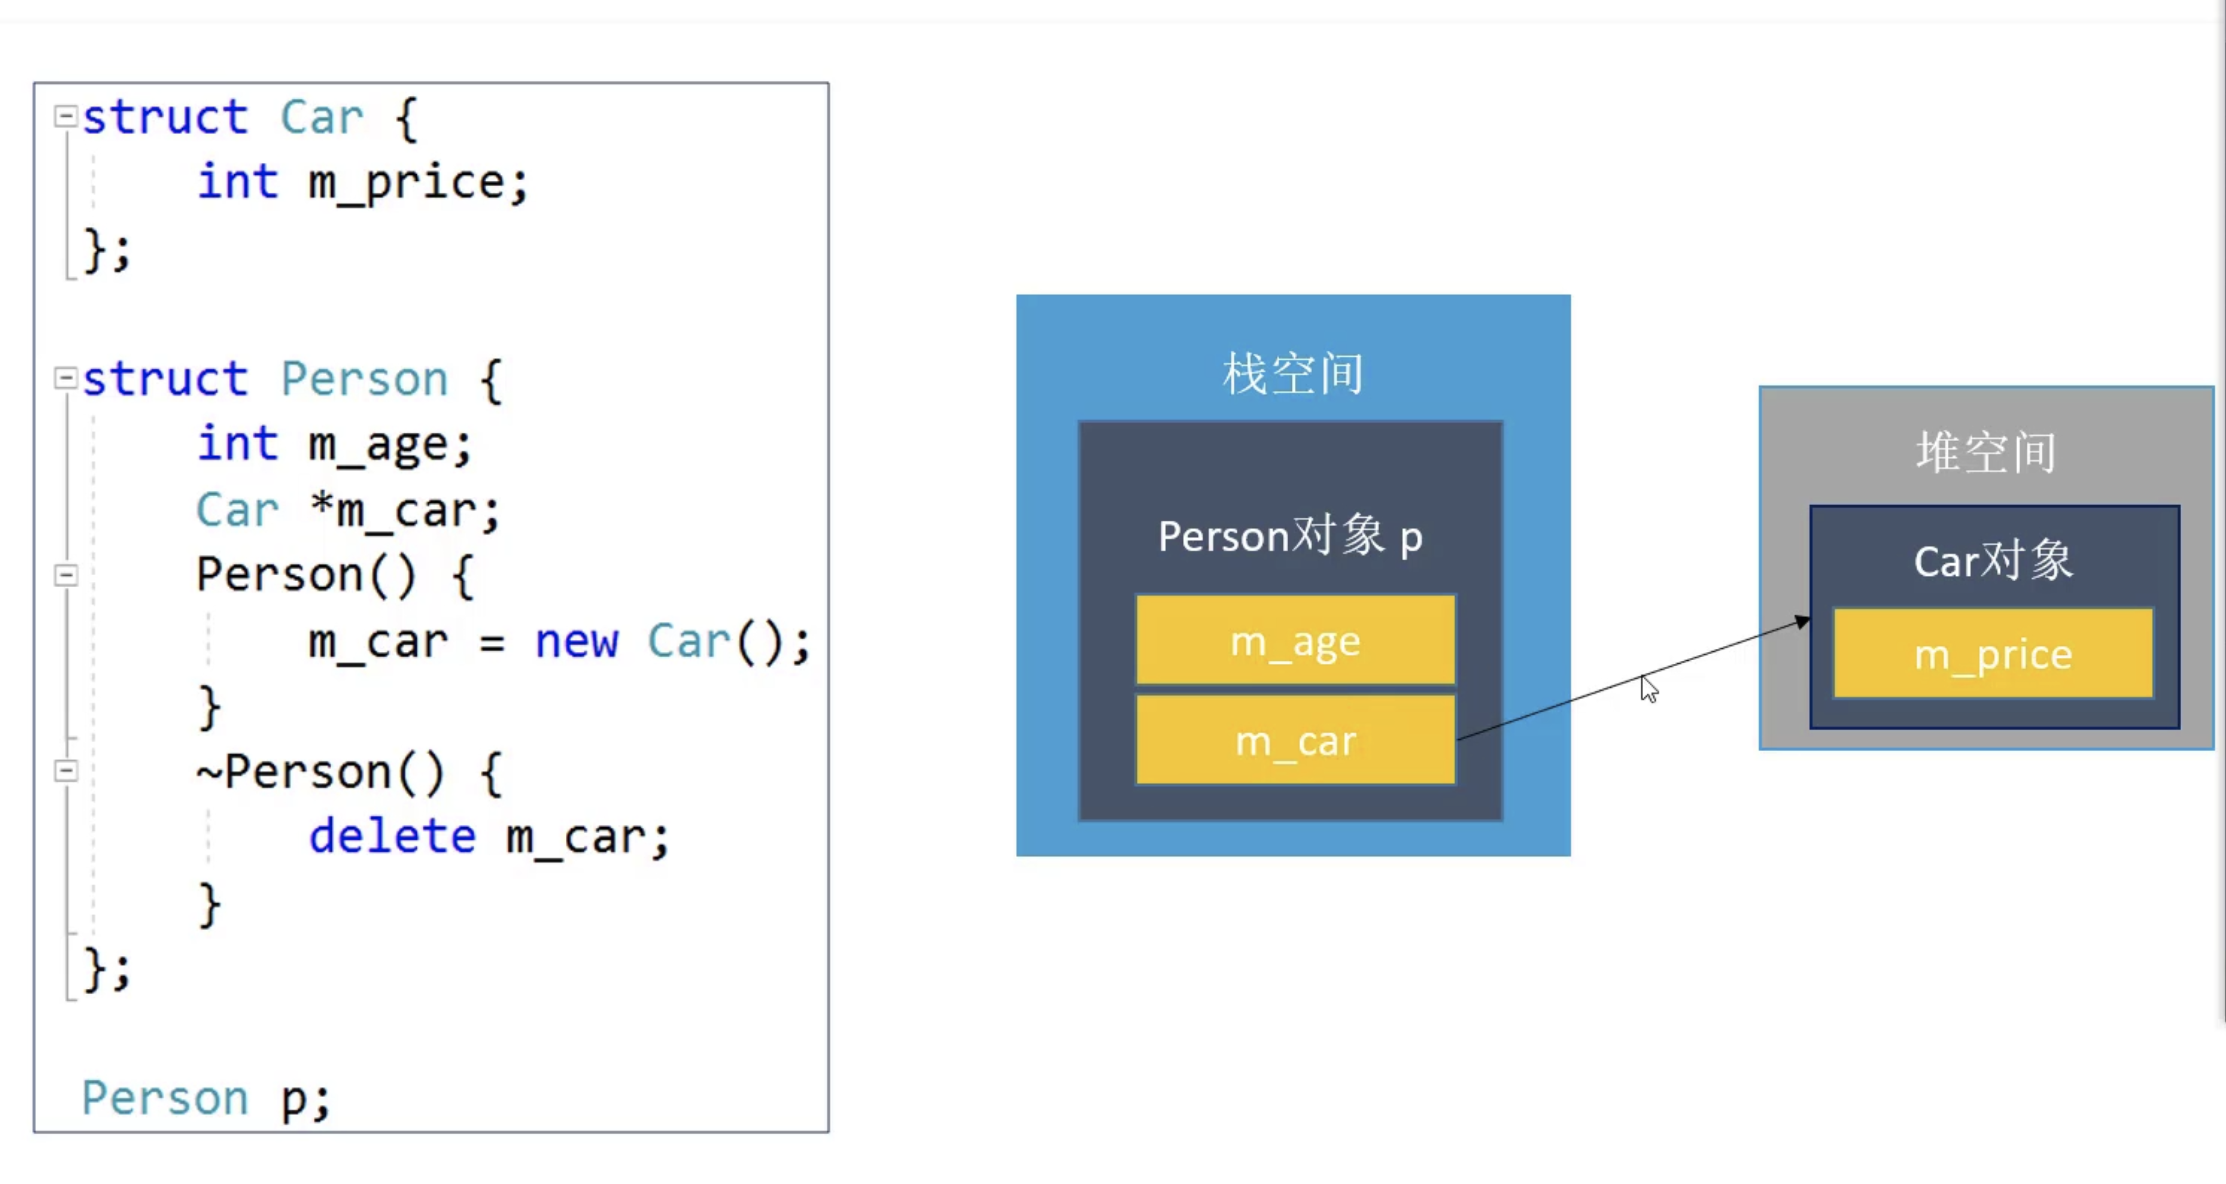 struct Car {
    int m_price;
};
struct Person {
    int m_age;
    Car *m_car;
    Person() {
        m_car = new Car();
    }
    ~Person() {
        delete m_car;
    }
};
Person p;
栈空间
Person对象 p
m_age
m_car
堆空间
Car对象
m_price